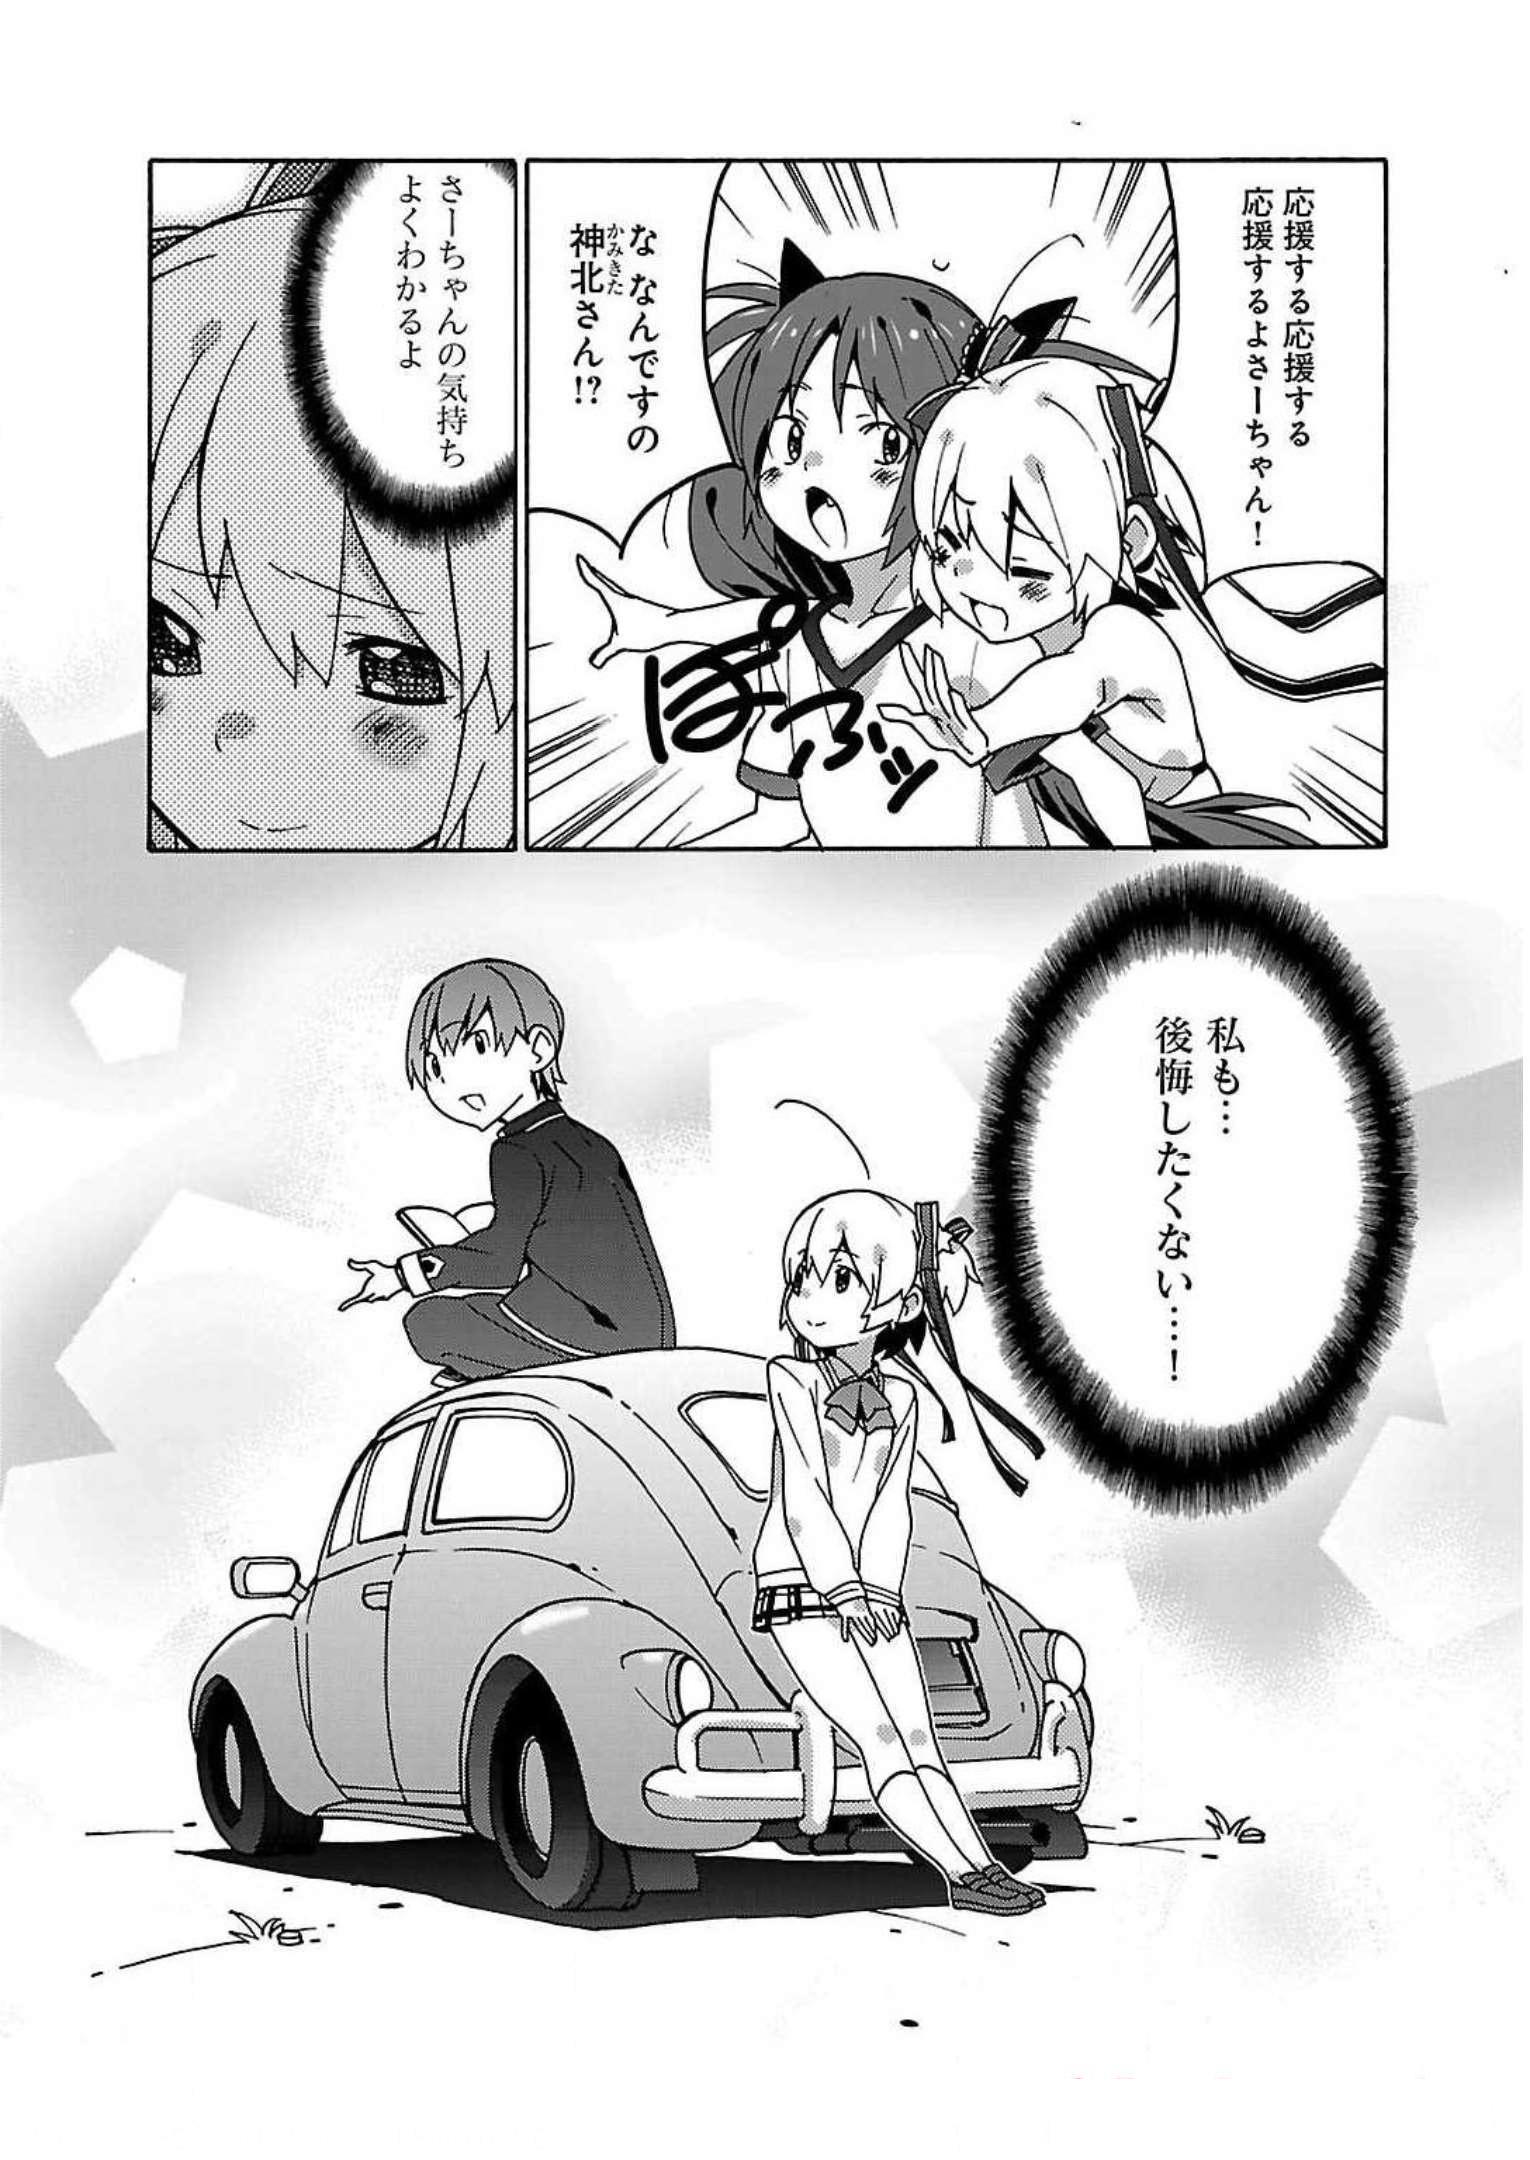 応援する応援する
応援するよさーちゃん！
な なんですの
神北さん!?
かみきた
ぽふっ
さーちゃんの気持ち
よくわかるよ
私も…
後悔したくない……！